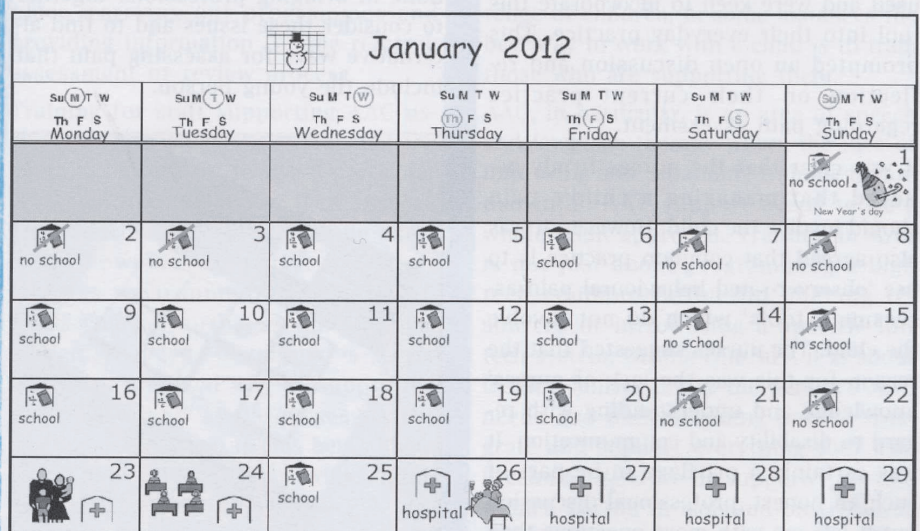 January 2012
Su M T W
Th F S
Monday
Su M T W
Th F S
Tuesday
Su M T W
Th F S
Wednesday
Su M T W
Th F S
Thursday
Su M T W
Th F S
Friday
Su M T W
Th F S
Saturday
Su M T W
Th F S
Sunday
1
no school
New Year's day
2
no school
3
no school
4
school
5
school
6
school
7
no school
8
no school
9
school
10
school
11
school
12
school
13
school
14
no school
15
no school
16
school
17
school
18
school
19
school
20
school
21
no school
22
no school
23
24
25
school
26
hospital
27
hospital
28
hospital
29
hospital